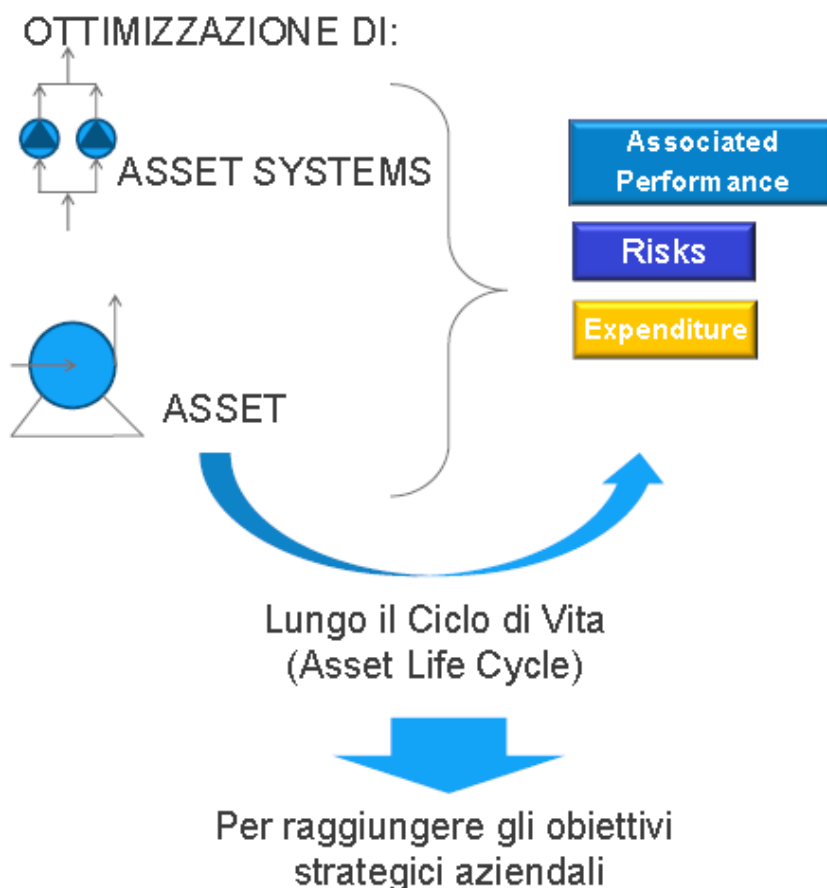 OTTIMIZZAZIONE DI:
ASSET SYSTEMS
ASSET
Associated
Performance
Risks
Expenditure
Lungo il Ciclo di Vita
(Asset Life Cycle)
Per raggiungere gli obiettivi
strategici aziendali